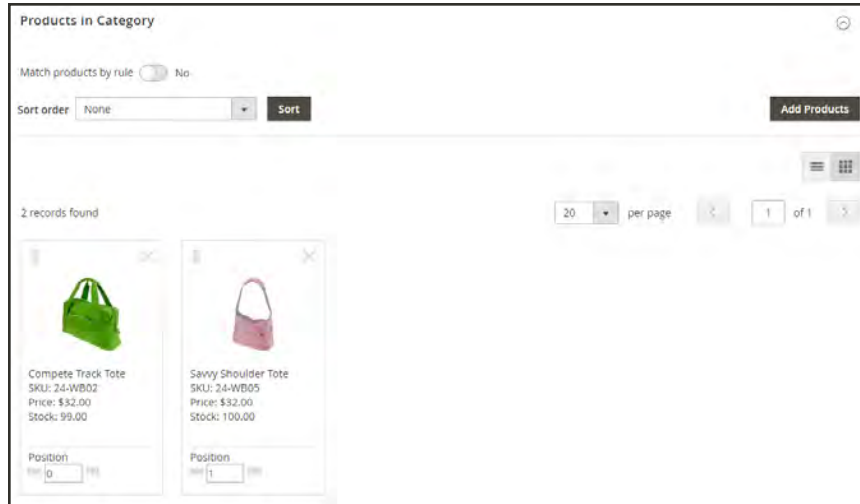 Products in Category
Match products by rule No
Sort order None Sort Add Products
2 records found 20 per page 1 of 1
Compete Track Tote Savvy Shoulder Tote
SKU: 24-WB02 SKU: 24-WB05
Price: $32.00 Price: $32.00
Stock: 99.00 Stock: 100.00
Position Position
0 1